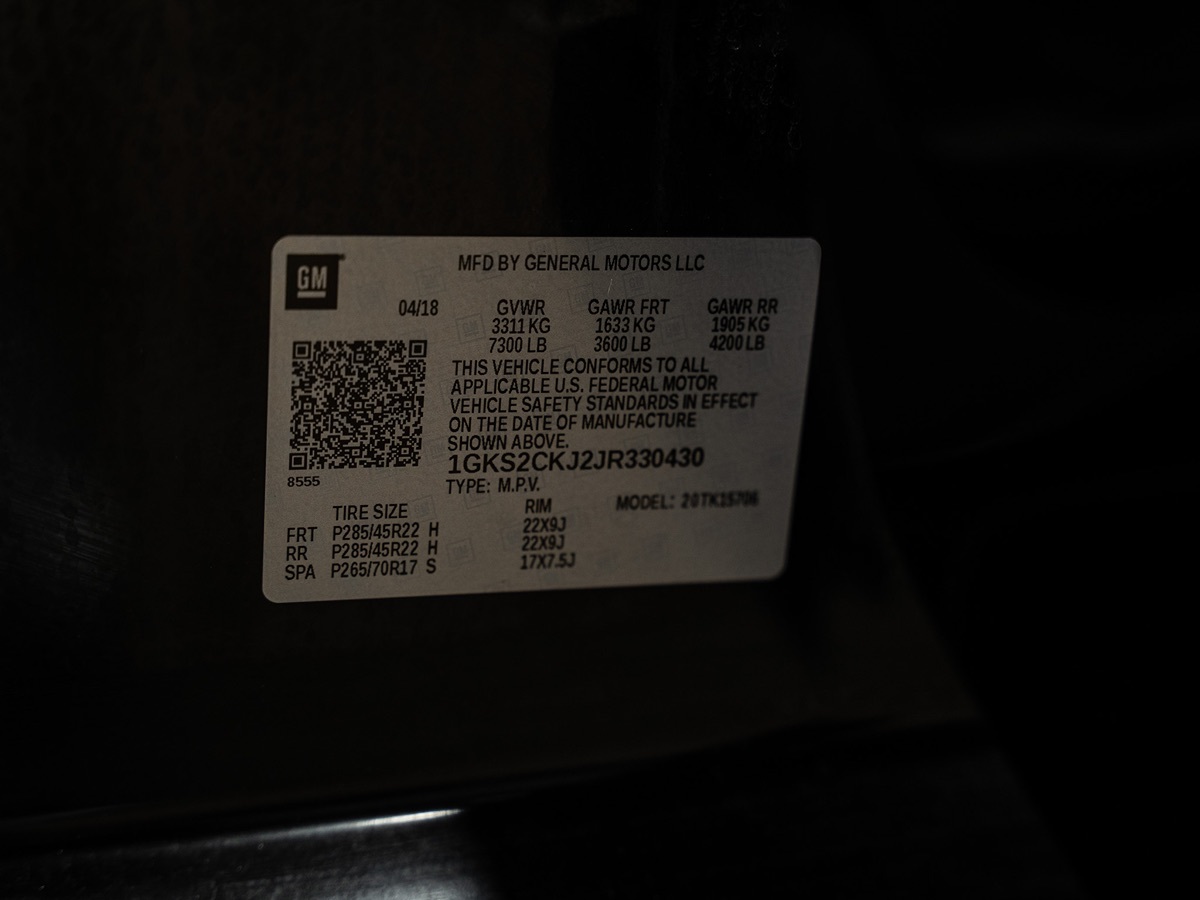 GM
MFD BY GENERAL MOTORS LLC
04/18 GVWR GAWR FRT GAWR RR
3311 KG 1633 KG 1905 KG
7300 LB 3600 LB 4200 LB
THIS VEHICLE CONFORMS TO ALL
APPLICABLE U.S. FEDERAL MOTOR
VEHICLE SAFETY STANDARDS IN EFFECT
ON THE DATE OF MANUFACTURE
SHOWN ABOVE.
1GKS2CKJ2JR330430
8555
TYPE: M.P.V.
TIRE SIZE RIM MODEL:
FRT P285/45R22 H 22X9J
RR P285/45R22 H 22X9J
SPA P265/70R17 S 17X7.5J